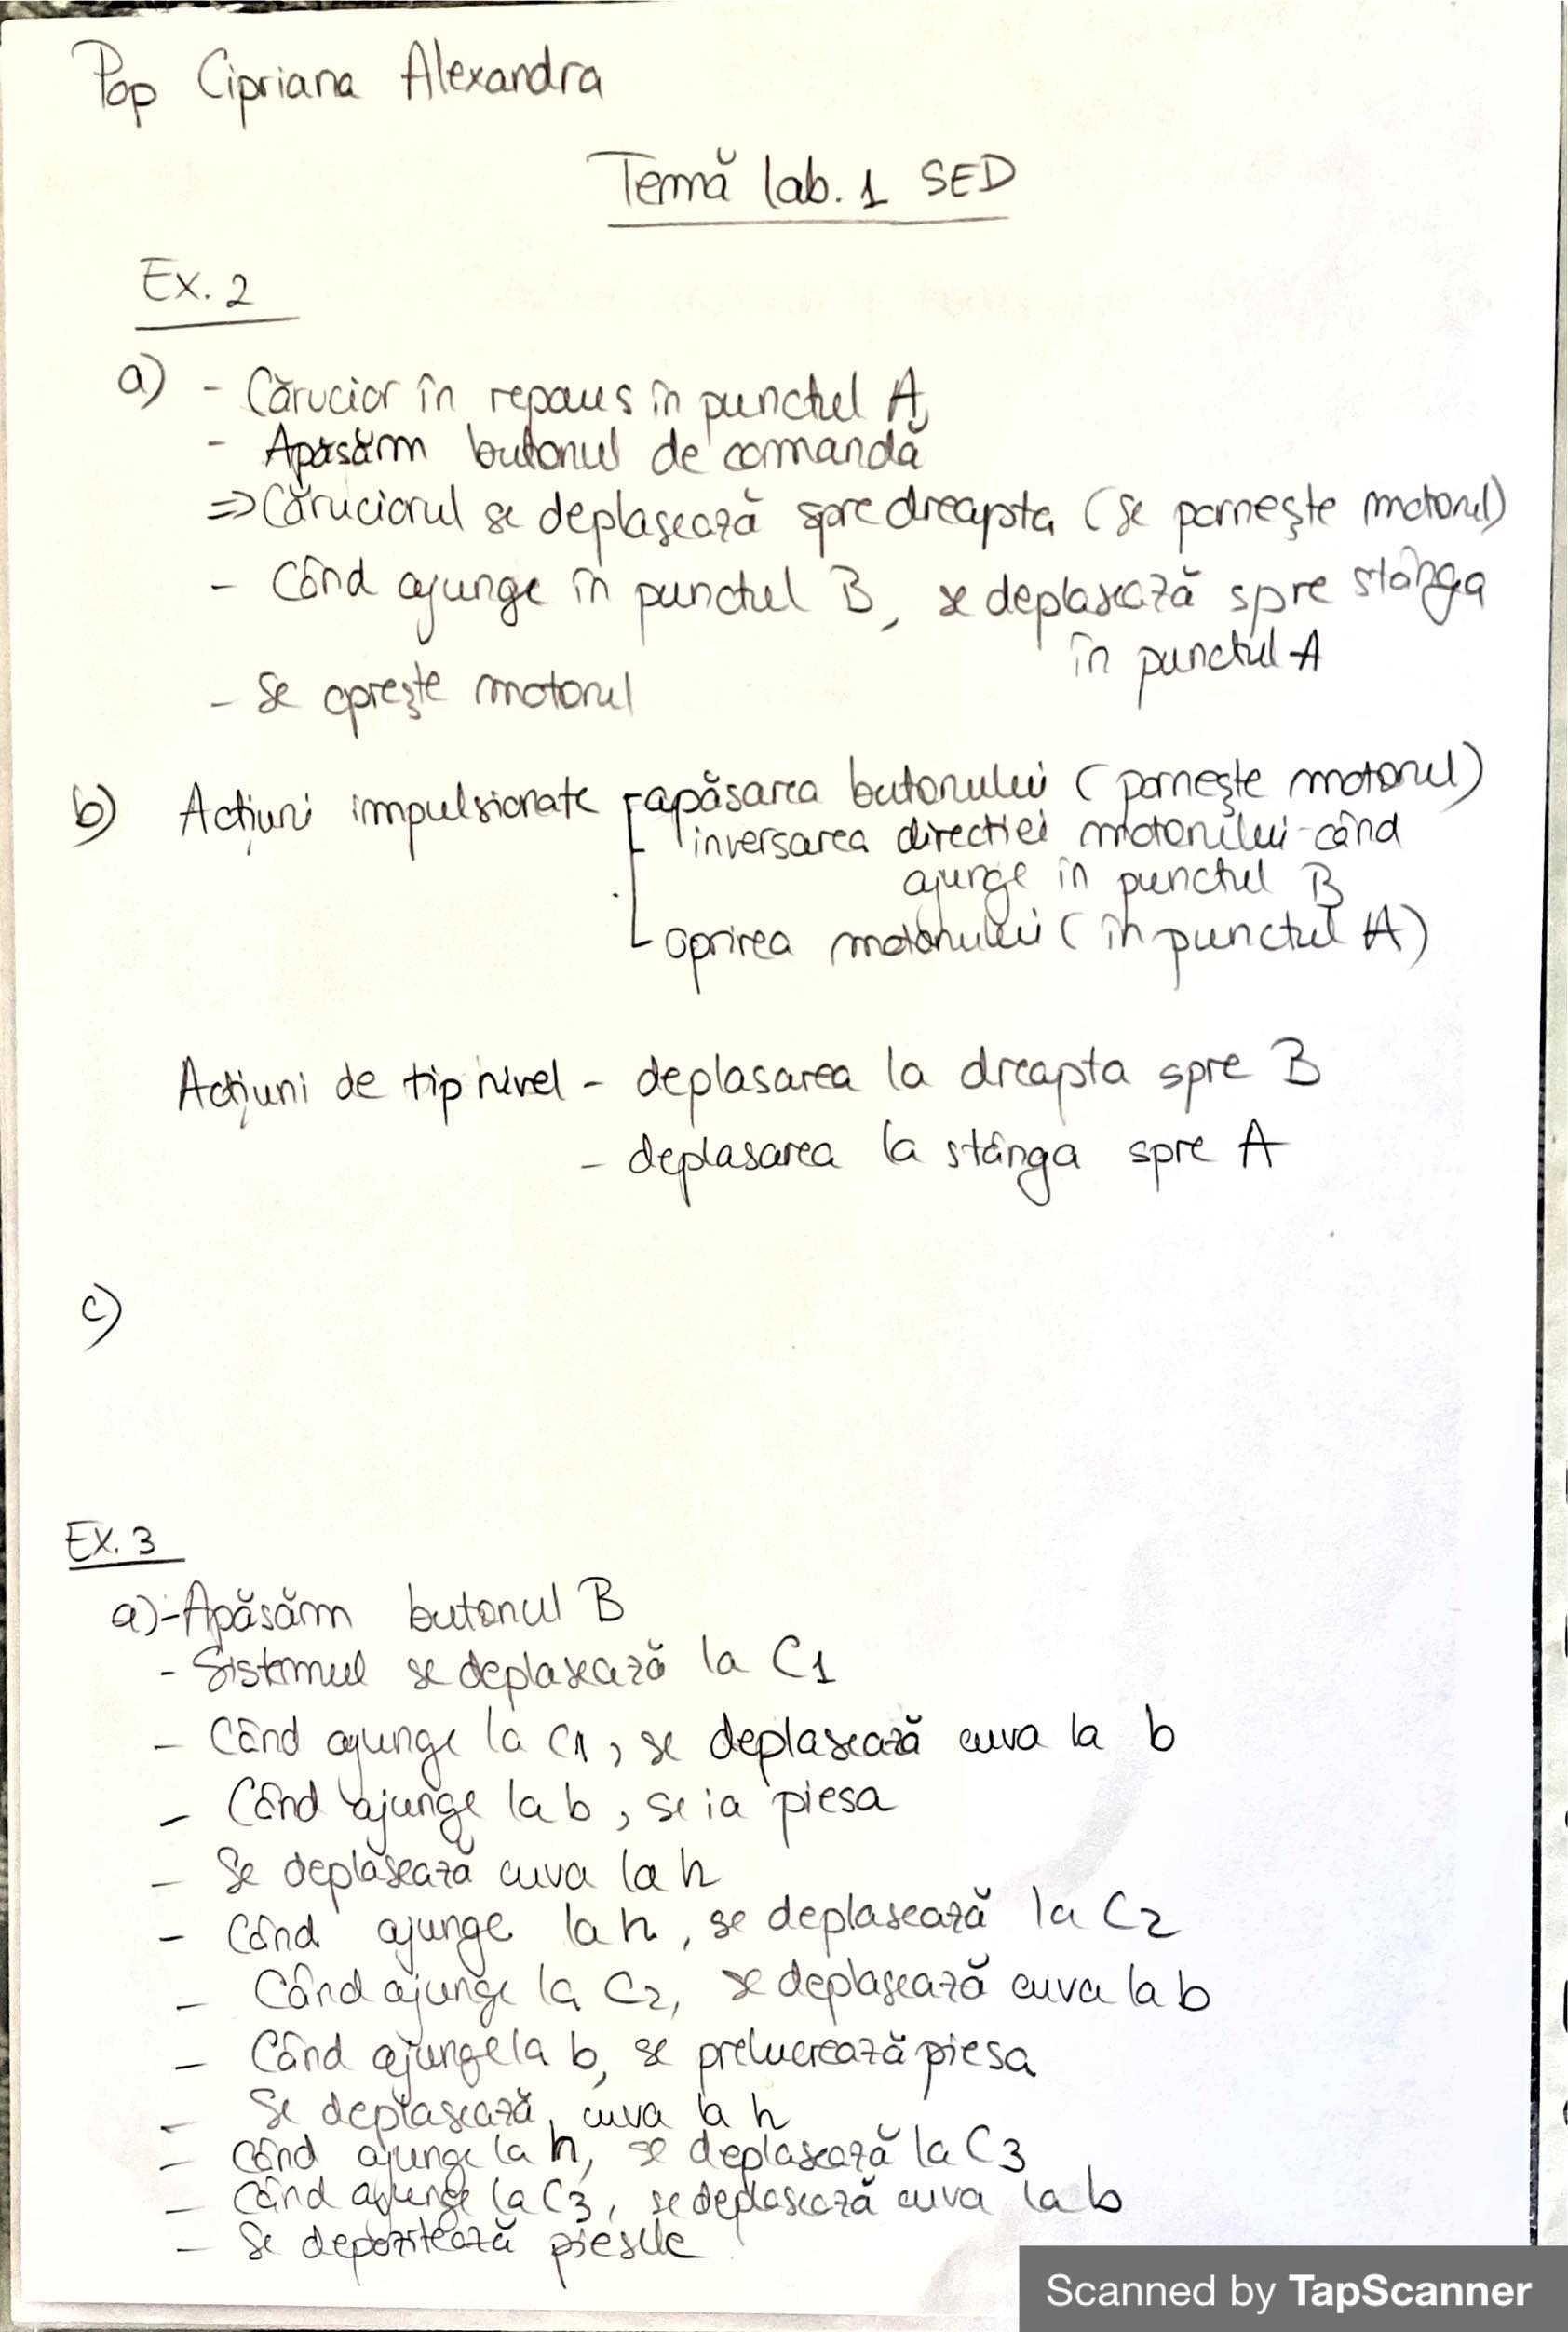 Pop Cipriana Alexandra
Temă lab. 1 SED
Ex. 2
a) - Cărucior în repaus în punctul A
- Apăsăm butonul de comandă
=> Căruciorul se deplasează spre dreapta (se pornește motorul)
- Când ajunge în punctul B, se deplasează spre stânga
în punctul A
- Se oprește motorul
b) Acțiuni impulsionate - apăsarea butonului (pornește motorul)
inversarea direcției motorului când
ajunge în punctul B
oprirea motorului (în punctul A)
Acțiuni de tip nivel - deplasarea la dreapta spre B
- deplasarea la stânga spre A
c)
Ex. 3
a) - Apăsăm butonul B
- Sistemul se deplasează la C1
- Când ajunge la C1, se deplasează cuva la b
- Când ajunge la b, se ia piesa
- Se deplasează cuva la h
- Când ajunge la h, se deplasează la C2
- Când ajunge la C2, se deplasează cuva la b
- Când ajunge la b, se prelucrează piesa
- Se deplasează cuva la h
- Când ajunge la h, se deplasează la C3
- Când ajunge la C3, se deplasează cuva la b
- Se depozitează piesele
Scanned by TapScanner